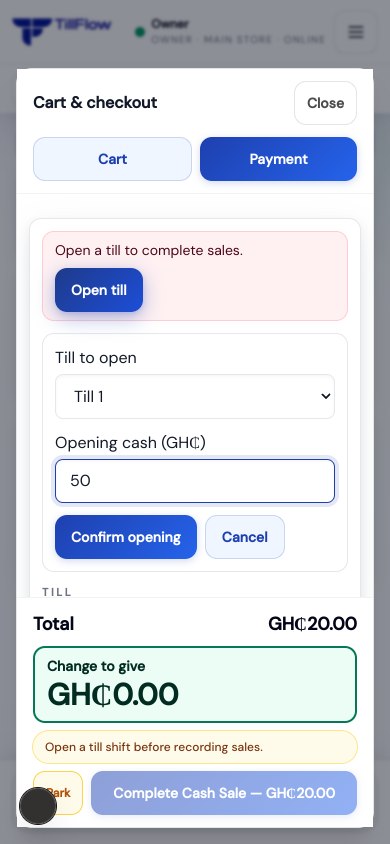 TillFlow
Owner
OWNER · MAIN STORE · ONLINE
Cart & checkout
Close
Cart
Payment
Open a till to complete sales.
Open till
Till to open
Till 1
Opening cash (GH₵)
50
Confirm opening
Cancel
TILL
Total
GH₵20.00
Change to give
GH₵0.00
Open a till shift before recording sales.
Park
Complete Cash Sale — GH₵20.00